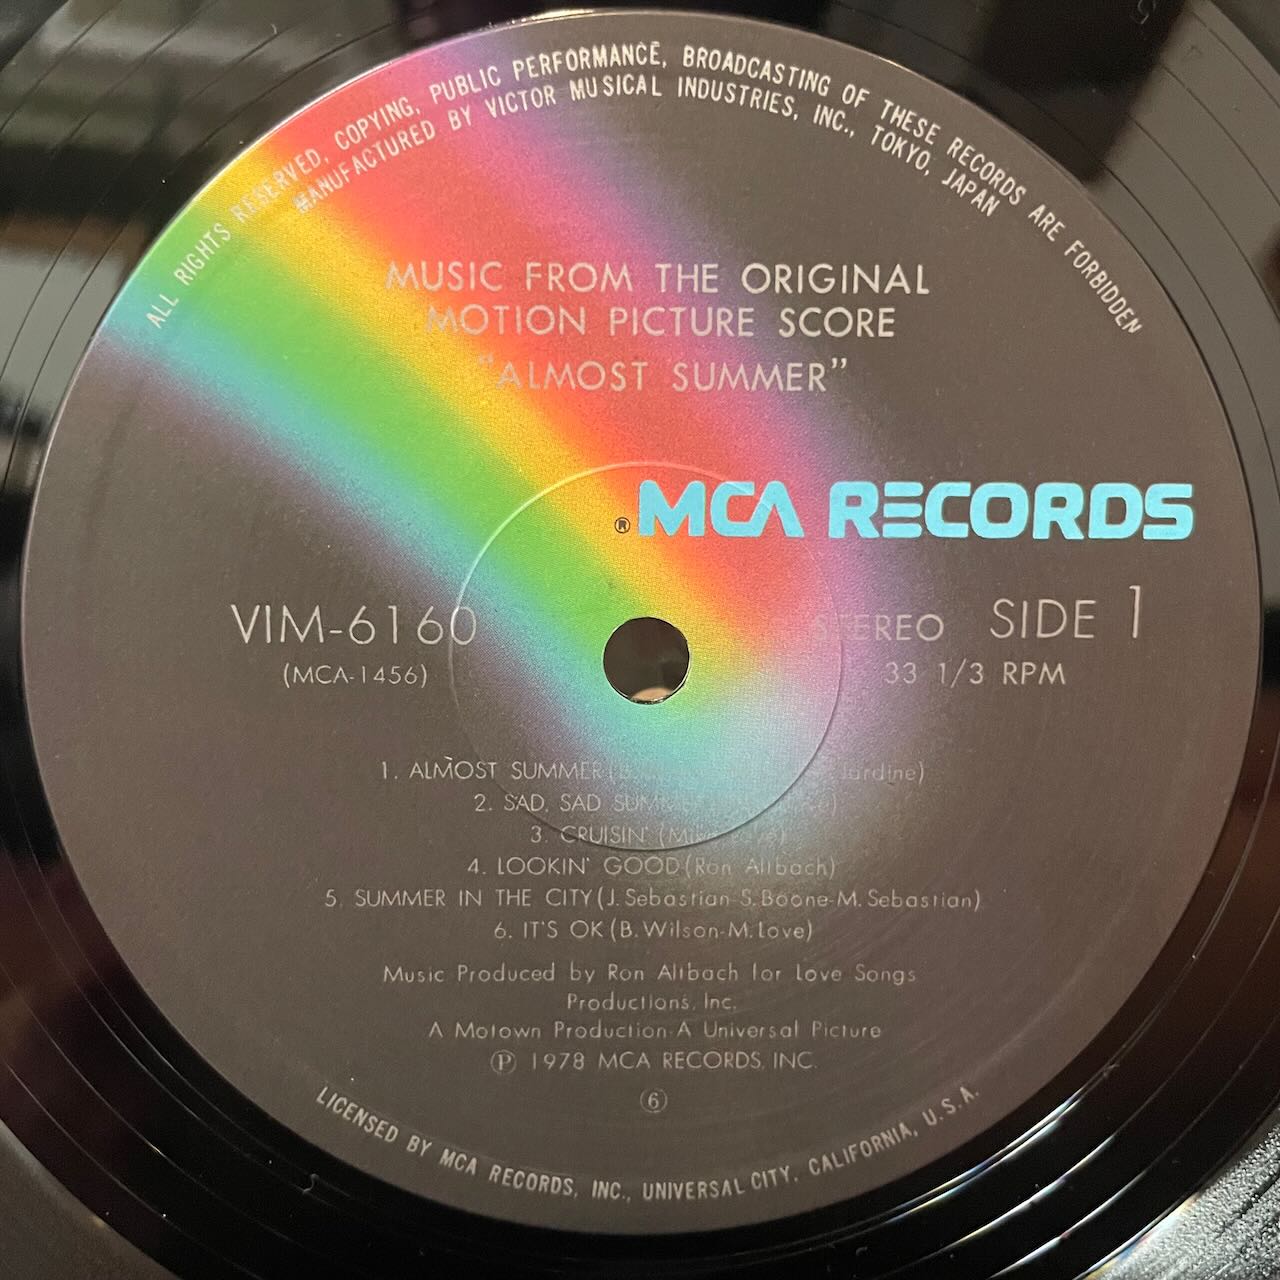 ALL RIGHTS RESERVED, COPYING, PUBLIC PERFORMANCE, BROADCASTING OF THESE RECORDS ARE FORBIDDEN
MANUFACTURED BY VICTOR MUSICAL INDUSTRIES, INC., TOKYO, JAPAN
MUSIC FROM THE ORIGINAL
MOTION PICTURE SCORE
"ALMOST SUMMER"
® MCA RECORDS
VIM-6160
(MCA-1456)
STEREO SIDE 1
33 1/3 RPM
1. ALMOST SUMMER (B. Jardine)
2. SAD, SAD SUMMER
3. CRUISIN' (Mike Love)
4. LOOKIN' GOOD (Ron Altbach)
5. SUMMER IN THE CITY (J. Sebastian-S. Boone-M. Sebastian)
6. IT'S OK (B. Wilson-M. Love)
Music Produced by Ron Altbach for Love Songs
Productions, Inc.
A Motown Production-A Universal Picture
Ⓟ 1978 MCA RECORDS, INC.
⑥
LICENSED BY MCA RECORDS, INC., UNIVERSAL CITY, CALIFORNIA, U.S.A.